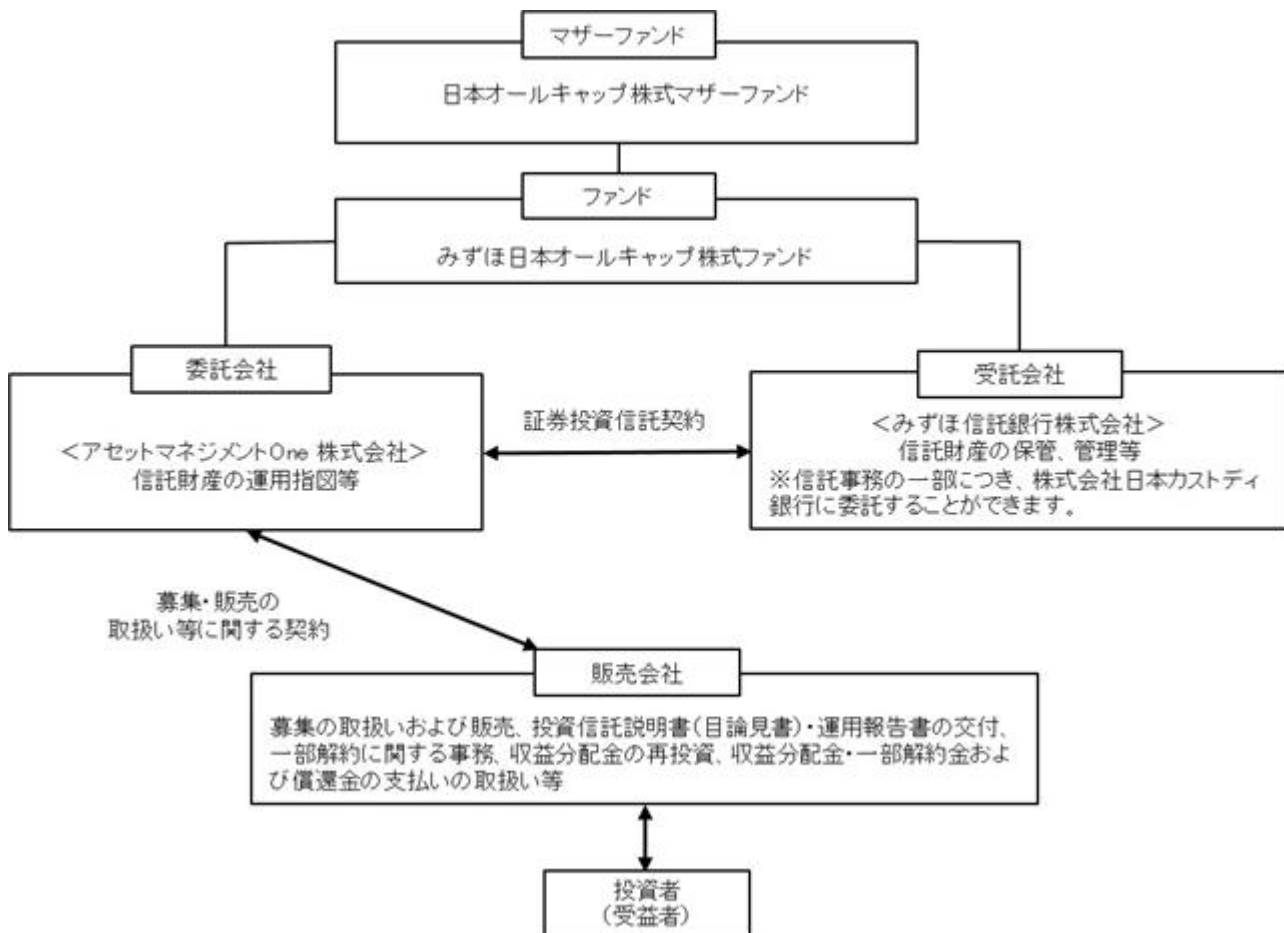 マザーファンド
日本オールキャップ株式マザーファンド
ファンド
みずほ日本オールキャップ株式ファンド
委託会社
<アセットマネジメントOne 株式会社>
信託財産の運用指図等
証券投資信託契約
受託会社
<みずほ信託銀行株式会社>
信託財産の保管、管理等
※信託事務の一部につき、株式会社日本カストディ
銀行に委託することができます。
募集・販売の
取扱い等に関する契約
販売会社
募集の取扱いおよび販売、投資信託説明書(目論見書)・運用報告書の交付、
一部解約に関する事務、収益分配金の再投資、収益分配金・一部解約金およ
び償還金の支払いの取扱い等
投資者
(受益者)